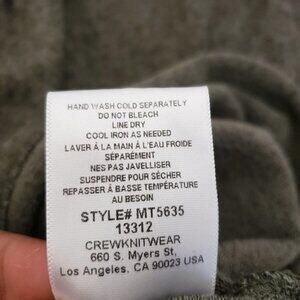 HAND WASH COLD SEPARATELY
DO NOT BLEACH
LINE DRY
COOL IRON AS NEEDED
LAVER À LA MAIN À L'EAU FROIDE
SÉPARÉMENT
NES PAS JAVELLISER
SUSPENDRE POUR SÉCHER
REPASSER À BASSE TEMPÉRATURE
AU BESOIN
STYLE# MT5635
13312
CREWKNITWEAR
660 S. Myers St,
Los Angeles, CA 90023 USA